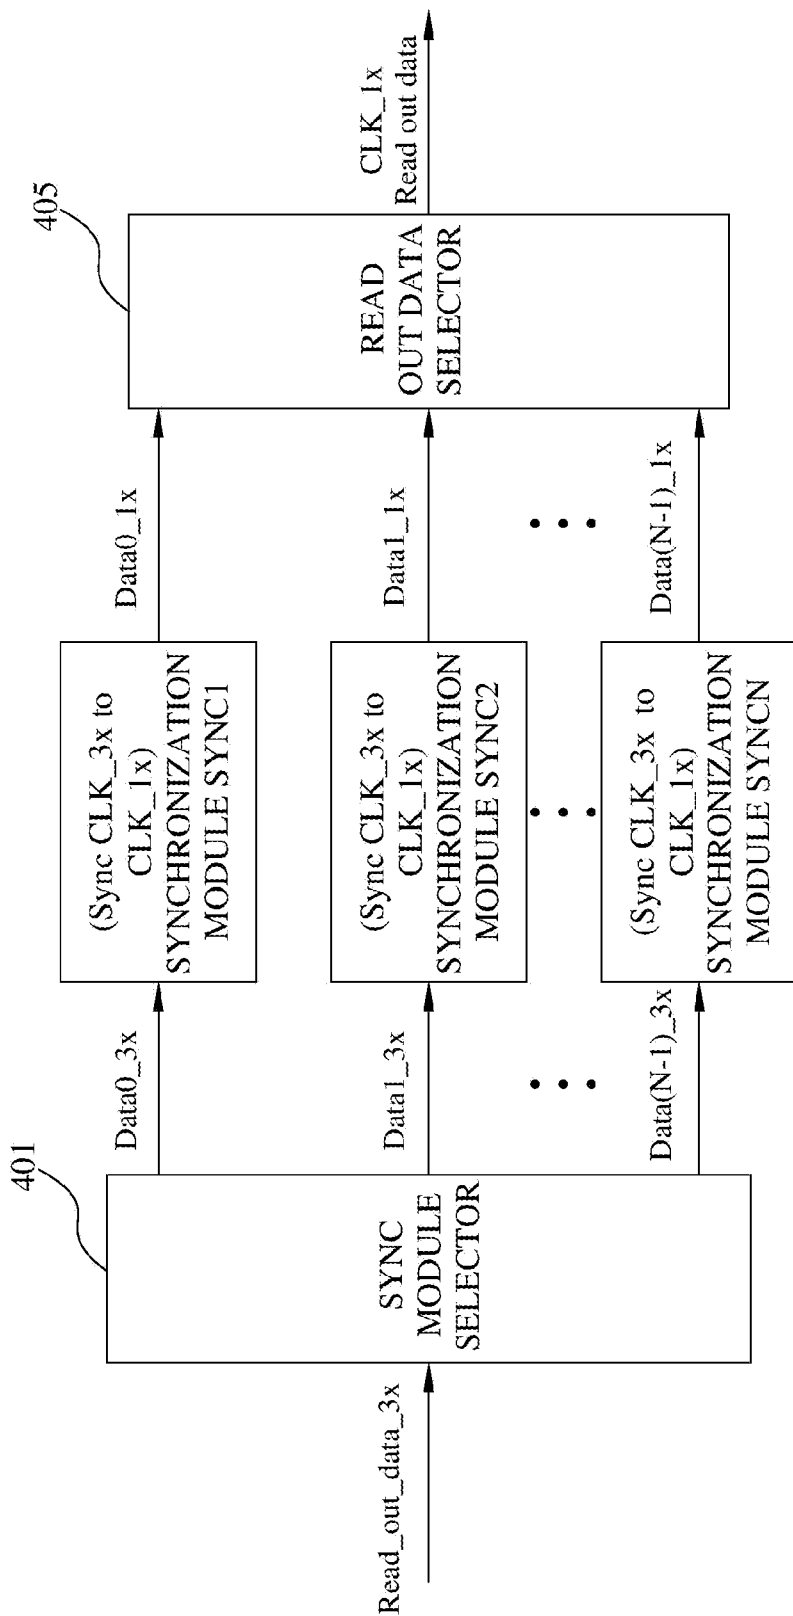 Read_out_data_3x
401
SYNC
MODULE
SELECTOR
Data0_3x
Data1_3x
Data(N-1)_3x
(Sync CLK_3x to
CLK_1x)
SYNCHRONIZATION
MODULE SYNC1
(Sync CLK_3x to
CLK_1x)
SYNCHRONIZATION
MODULE SYNC2
(Sync CLK_3x to
CLK_1x)
SYNCHRONIZATION
MODULE SYNCN
Data0_1x
Data1_1x
Data(N-1)_1x
405
READ
OUT DATA
SELECTOR
CLK_1x
Read out data